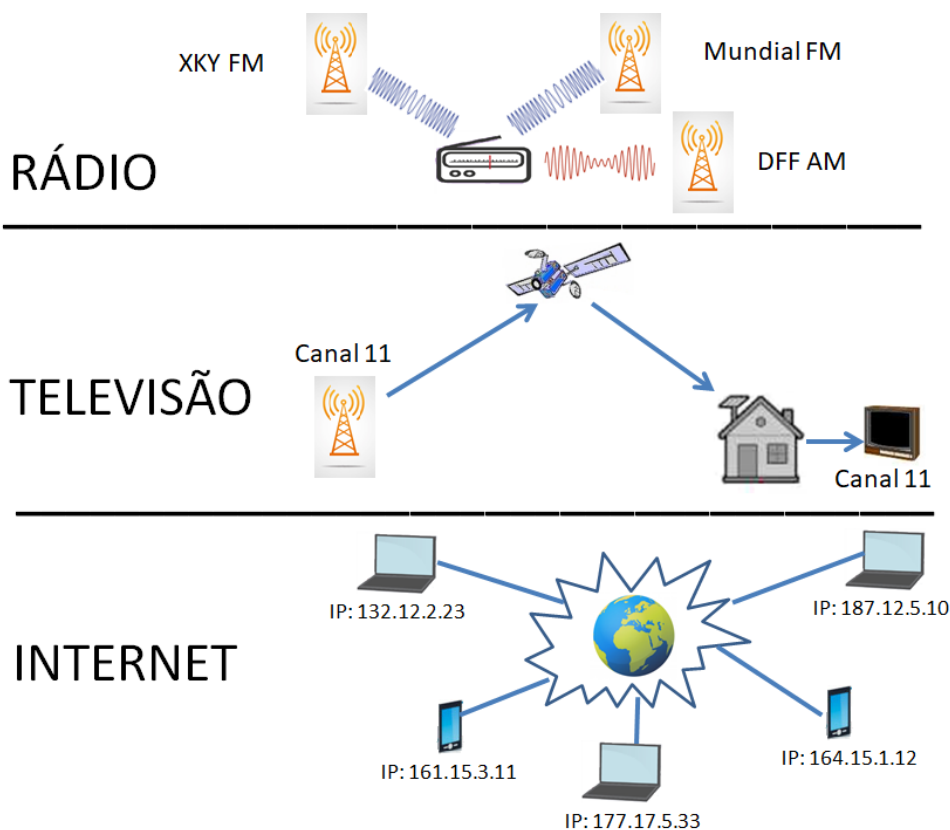 XKY FM
Mundial FM
DFF AM
RÁDIO
Canal 11
TELEVISÃO
Canal 11
IP: 132.12.2.23
IP: 187.12.5.10
INTERNET
IP: 161.15.3.11
IP: 164.15.1.12
IP: 177.17.5.33